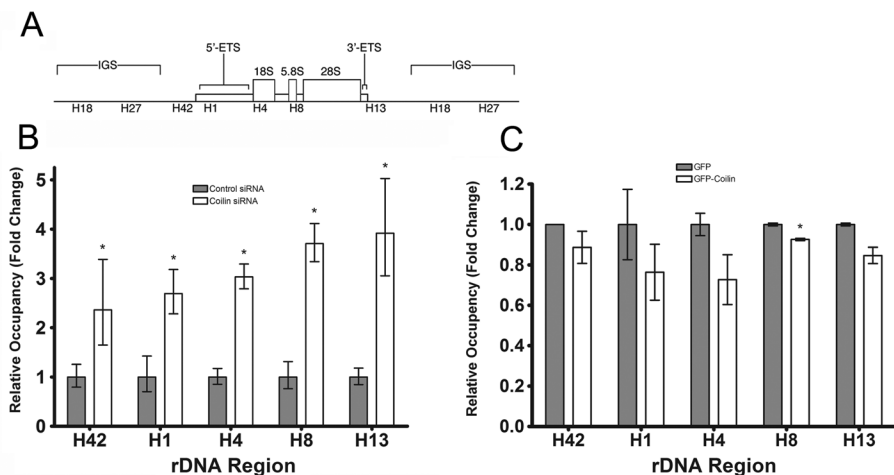 A
5'-ETS
3'-ETS
IGS
18S
5.8S
28S
IGS
H18
H27
H42
H1
H4
H8
H13
H18
H27
B
Relative Occupancy (Fold Change)
5
4
3
2
1
0
Control siRNA
Coilin siRNA
*
*
*
*
*
H42
H1
H4
H8
H13
rDNA Region
C
Relative Occupency (Fold Change)
1.2
1.0
0.8
0.6
0.4
0.2
0.0
GFP
GFP-Coilin
*
H42
H1
H4
H8
H13
rDNA Region